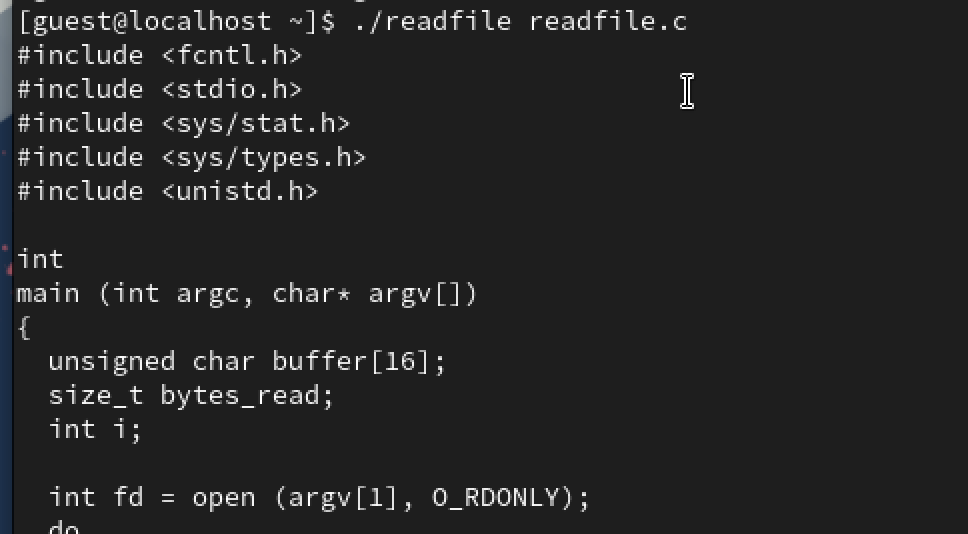 [guest@localhost ~]$ ./readfile readfile.c
#include <fcntl.h>
#include <stdio.h>
#include <sys/stat.h>
#include <sys/types.h>
#include <unistd.h>

int
main (int argc, char* argv[])
{
  unsigned char buffer[16];
  size_t bytes_read;
  int i;

  int fd = open (argv[1], O_RDONLY);
  do